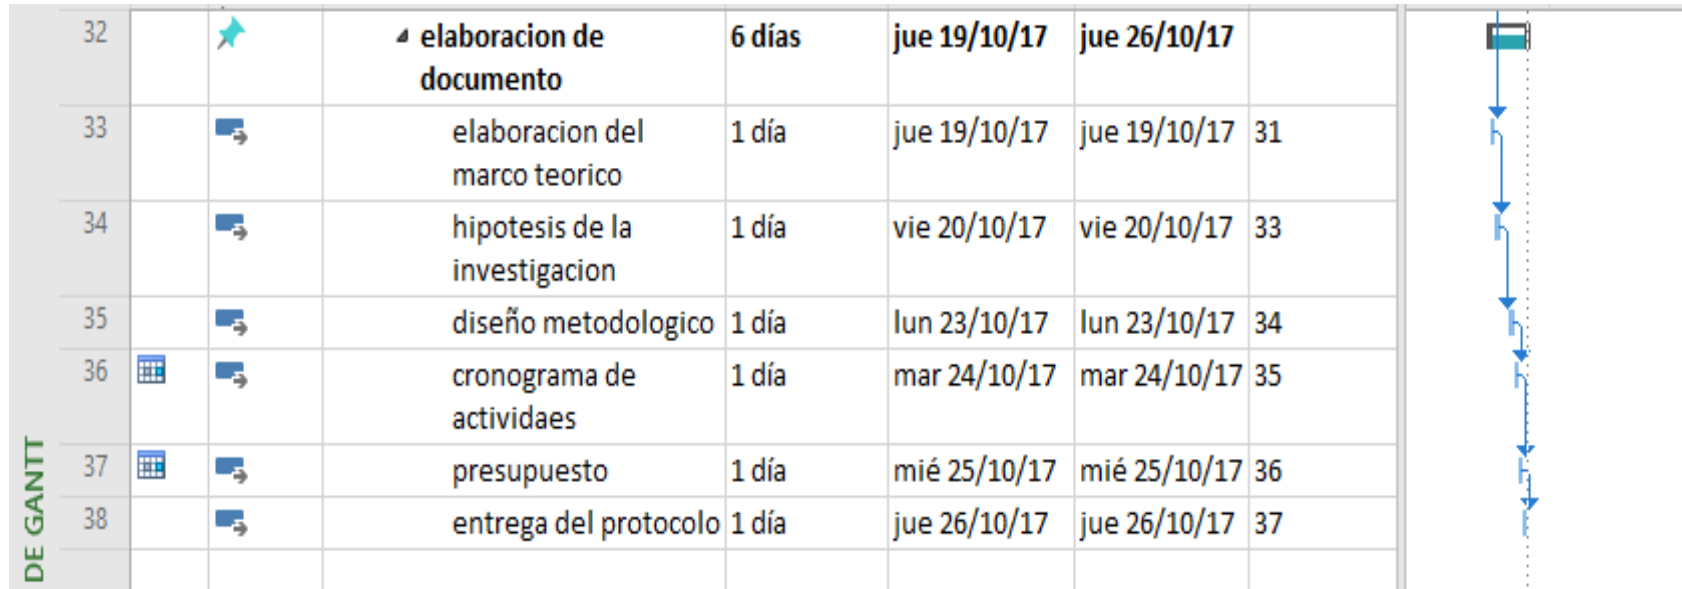 32 elaboracion de 6 días jue 19/10/17 jue 26/10/17
documento
33 elaboracion del 1 día jue 19/10/17 jue 19/10/17 31
marco teorico
34 hipotesis de la 1 día vie 20/10/17 vie 20/10/17 33
investigacion
35 diseño metodologico 1 día lun 23/10/17 lun 23/10/17 34
36 cronograma de 1 día mar 24/10/17 mar 24/10/17 35
actividaes
37 presupuesto 1 día mié 25/10/17 mié 25/10/17 36
38 entrega del protocolo 1 día jue 26/10/17 jue 26/10/17 37
DE GANTT